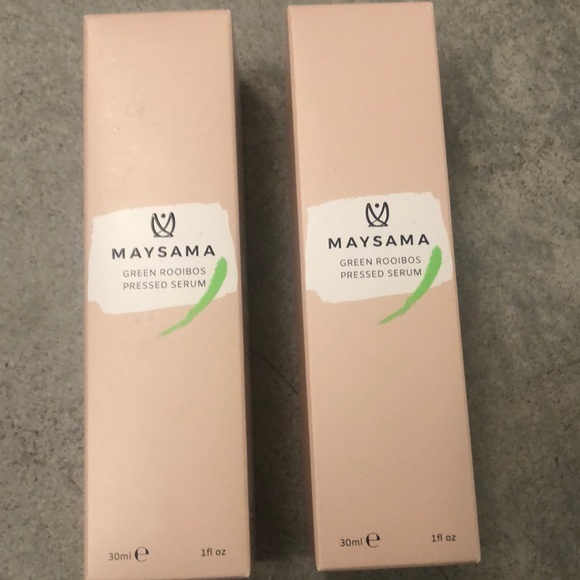 MAYSAMA
GREEN ROOIBOS
PRESSED SERUM
30ml ℮ 1fl oz
MAYSAMA
GREEN ROOIBOS
PRESSED SERUM
30ml ℮ 1fl oz